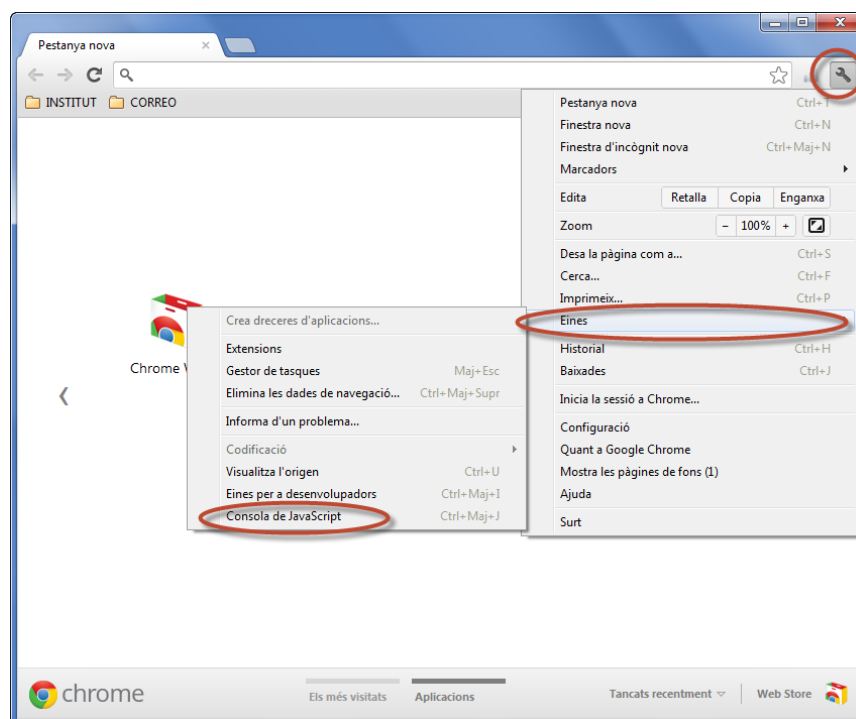 Pestanya nova
INSTITUT CORREO
Pestanya nova Ctrl+T
Finestra nova Ctrl+N
Finestra d'incògnit nova Ctrl+Maj+N
Marcadors
Edita Retalla Copia Enganxa
Zoom - 100% +
Desa la pàgina com a... Ctrl+S
Cerca... Ctrl+F
Imprimeix... Ctrl+P
Eines
Historial Ctrl+H
Baixades Ctrl+J
Inicia la sessió a Chrome...
Configuració
Quant a Google Chrome
Mostra les pàgines de fons (1)
Ajuda
Surt
Crea dreceres d'aplicacions...
Extensions
Gestor de tasques Maj+Esc
Elimina les dades de navegació... Ctrl+Maj+Supr
Informa d'un problema...
Codificació
Visualitza l'origen Ctrl+U
Eines per a desenvolupadors Ctrl+Maj+I
Consola de JavaScript Ctrl+Maj+J
Chrome
chrome
Els més visitats Aplicacions Tancats recentment Web Store